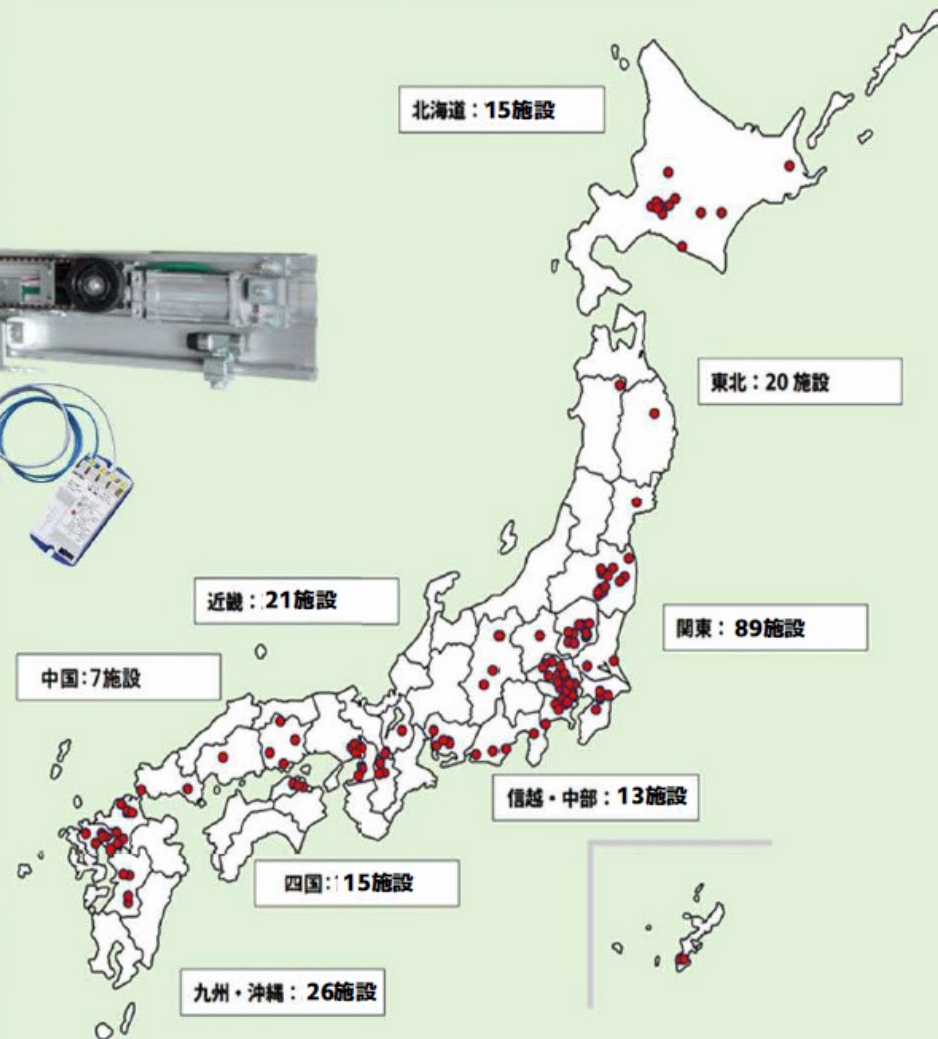 北海道：15施設
東北：20 施設
近畿：21施設
関東：89施設
中国:7施設
信越・中部：13施設
四国:15施設
九州・沖縄：26施設